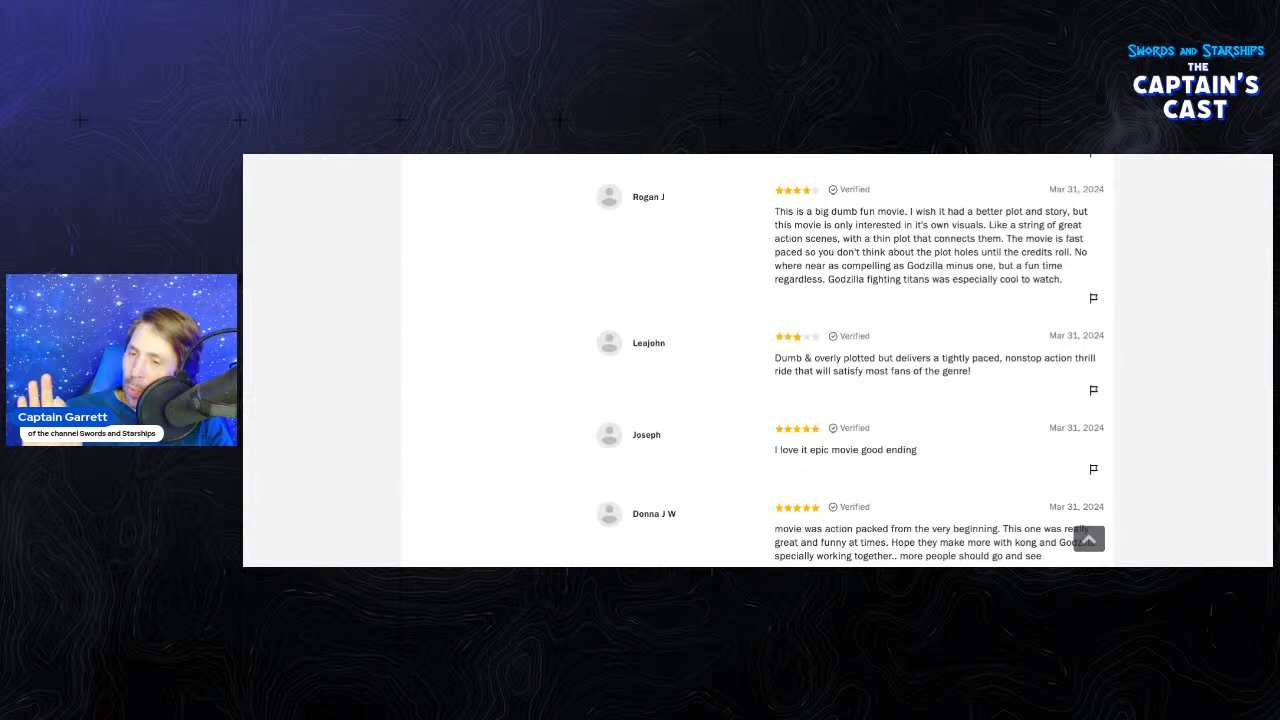 SWORDS AND STARSHIPS
THE
CAPTAIN'S
CAST
Rogan J
Verified
Mar 31, 2024
This is a big dumb fun movie. I wish it had a better plot and story, but
this movie is only interested in it's own visuals. Like a string of great
action scenes, with a thin plot that connects them. The movie is fast
paced so you don't think about the plot holes until the credits roll. No
where near as compelling as Godzilla minus one, but a fun time
regardless. Godzilla fighting titans was especially cool to watch.
Leajohn
Verified
Mar 31, 2024
Dumb & overly plotted but delivers a tightly paced, nonstop action thrill
ride that will satisfy most fans of the genre!
Joseph
Verified
Mar 31, 2024
I love it epic movie good ending
Donna J W
Verified
Mar 31, 2024
movie was action packed from the very beginning. This one was really
great and funny at times. Hope they make more with kong and Godzilla
specially working together.. more people should go and see
Captain Garrett
of the channel Swords and Starships